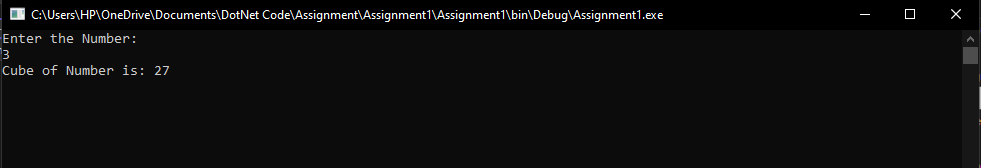 C:\Users\HP\OneDrive\Documents\DotNet Code\Assignment\Assignment1\Assignment1\bin\Debug\Assignment1.exe
Enter the Number:
3
Cube of Number is: 27